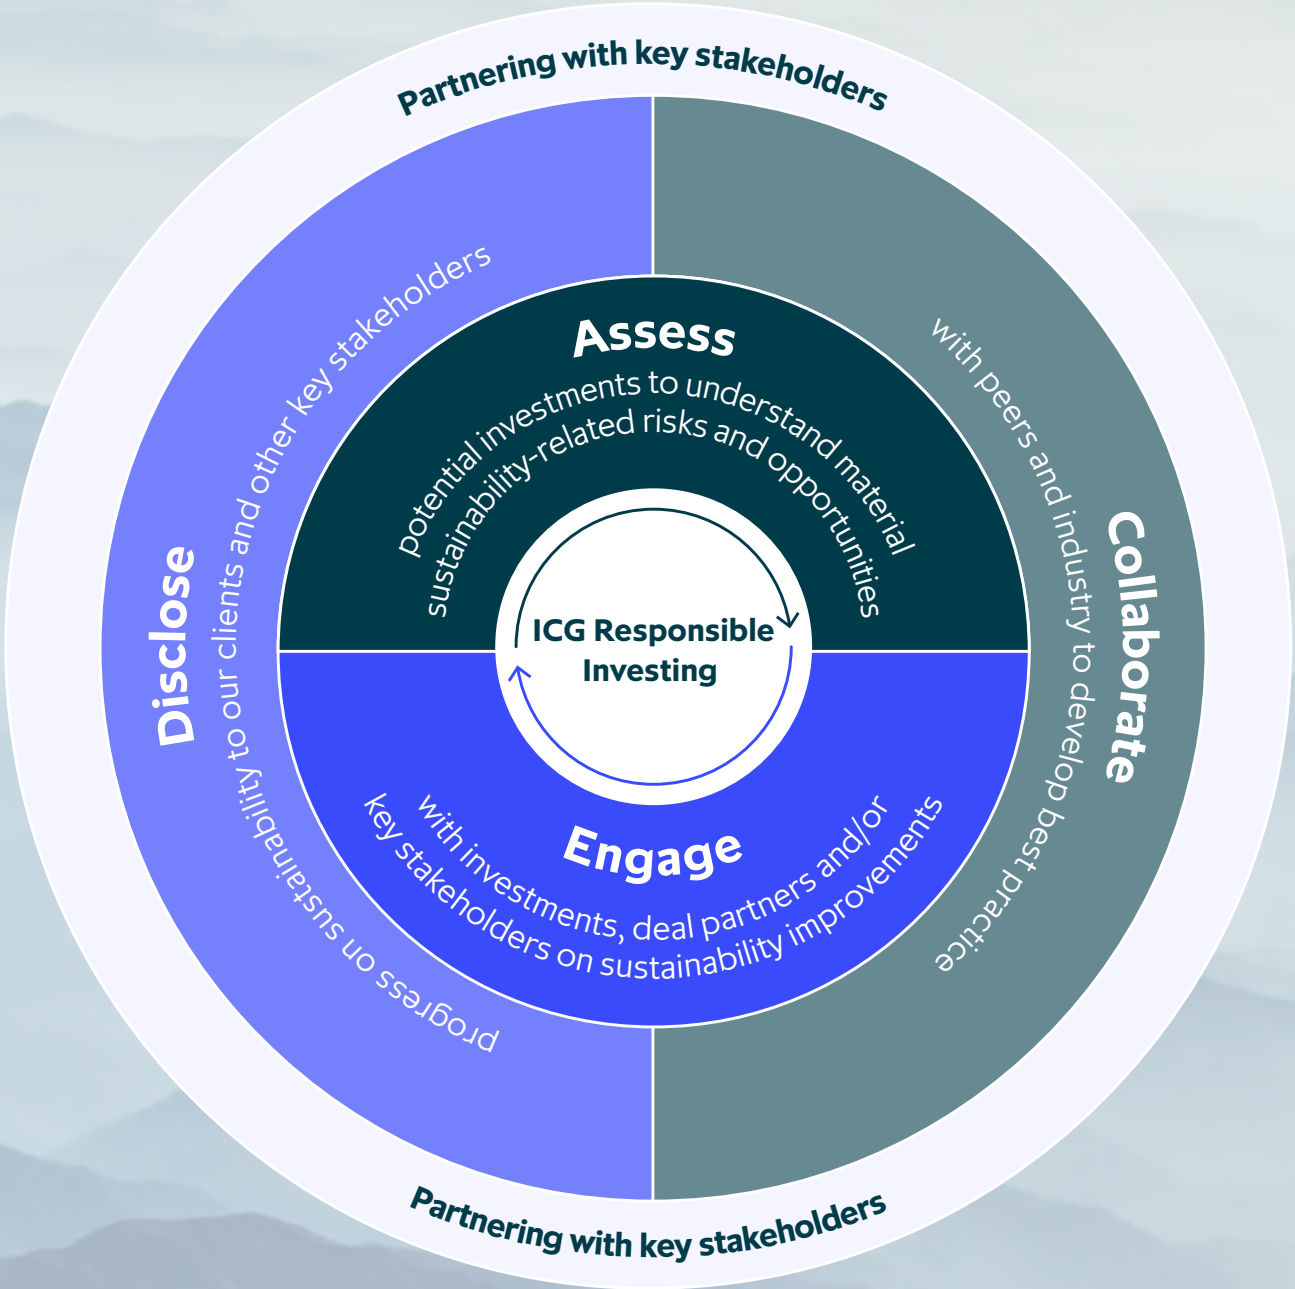 Partnering with key stakeholders
Assess
potential investments to understand material
sustainability-related risks and opportunities
ICG Responsible
Investing
Engage
with investments, deal partners and/or
key stakeholders on sustainability improvements
Disclose
progress on sustainability to our clients and other key stakeholders
Collaborate
with peers and industry to develop best practice
Partnering with key stakeholders